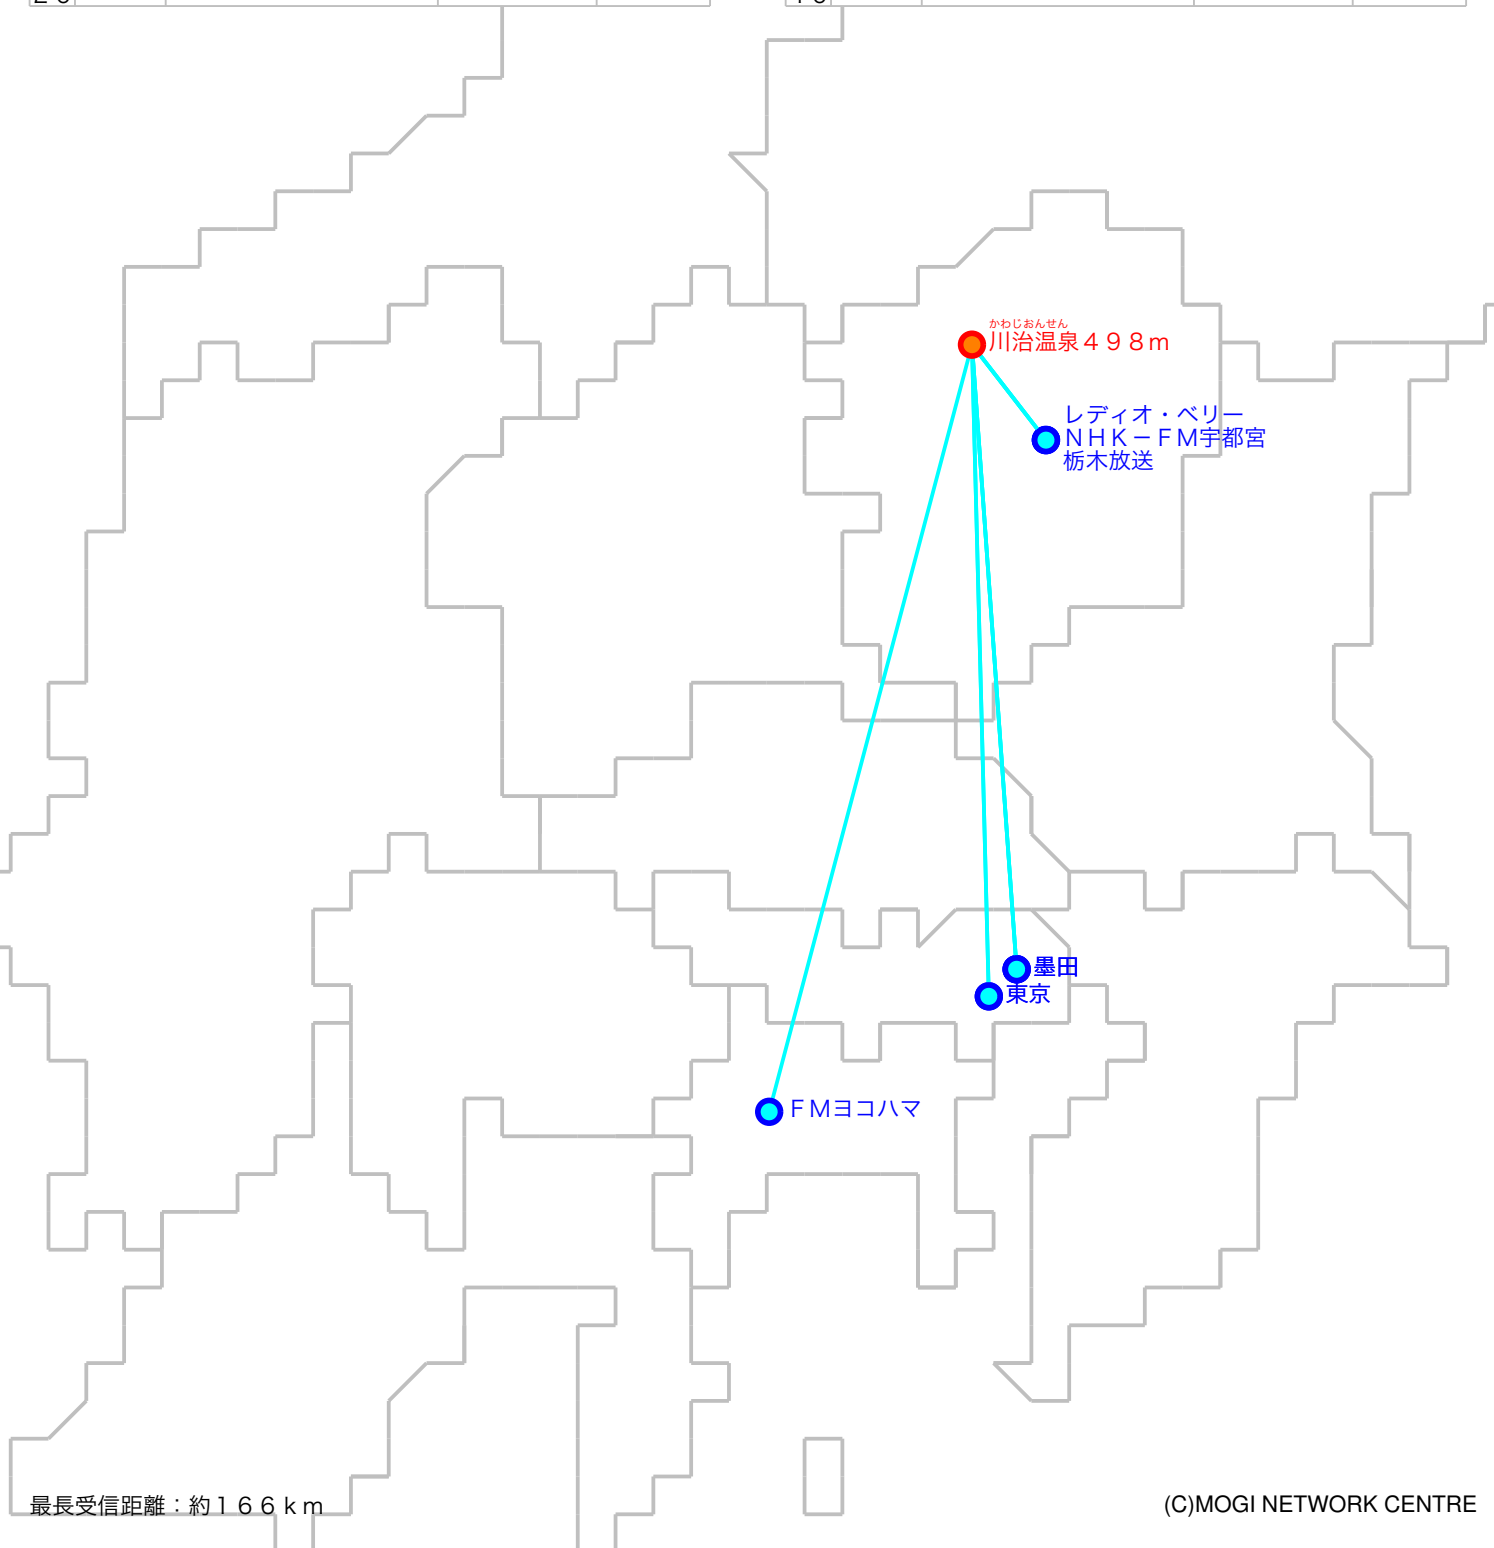 かわじおんせん
川治温泉４９８ｍ
レディオ・ベリー
ＮＨＫ－ＦＭ宇都宮
栃木放送
墨田
東京
ＦＭヨコハマ
最長受信距離：約１６６ｋｍ
(C)MOGI NETWORK CENTRE